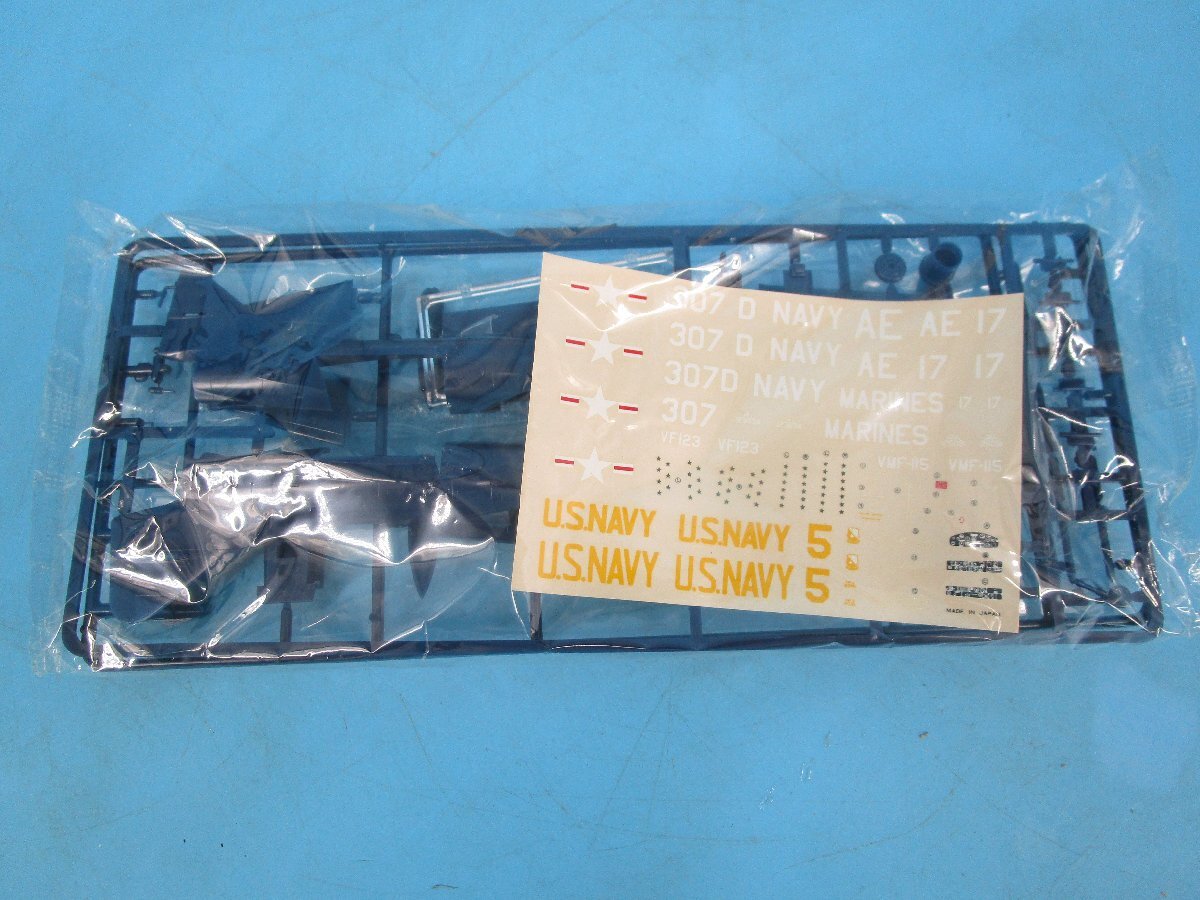 307 D NAVY AE AE 17
307 D NAVY AE 17 17
307 D NAVY MARINES 17 17
307 MARINES
VF123 VF123 VMF-115 VMF-115
U.S.NAVY U.S.NAVY 5
U.S.NAVY U.S.NAVY 5
MADE IN JAPAN